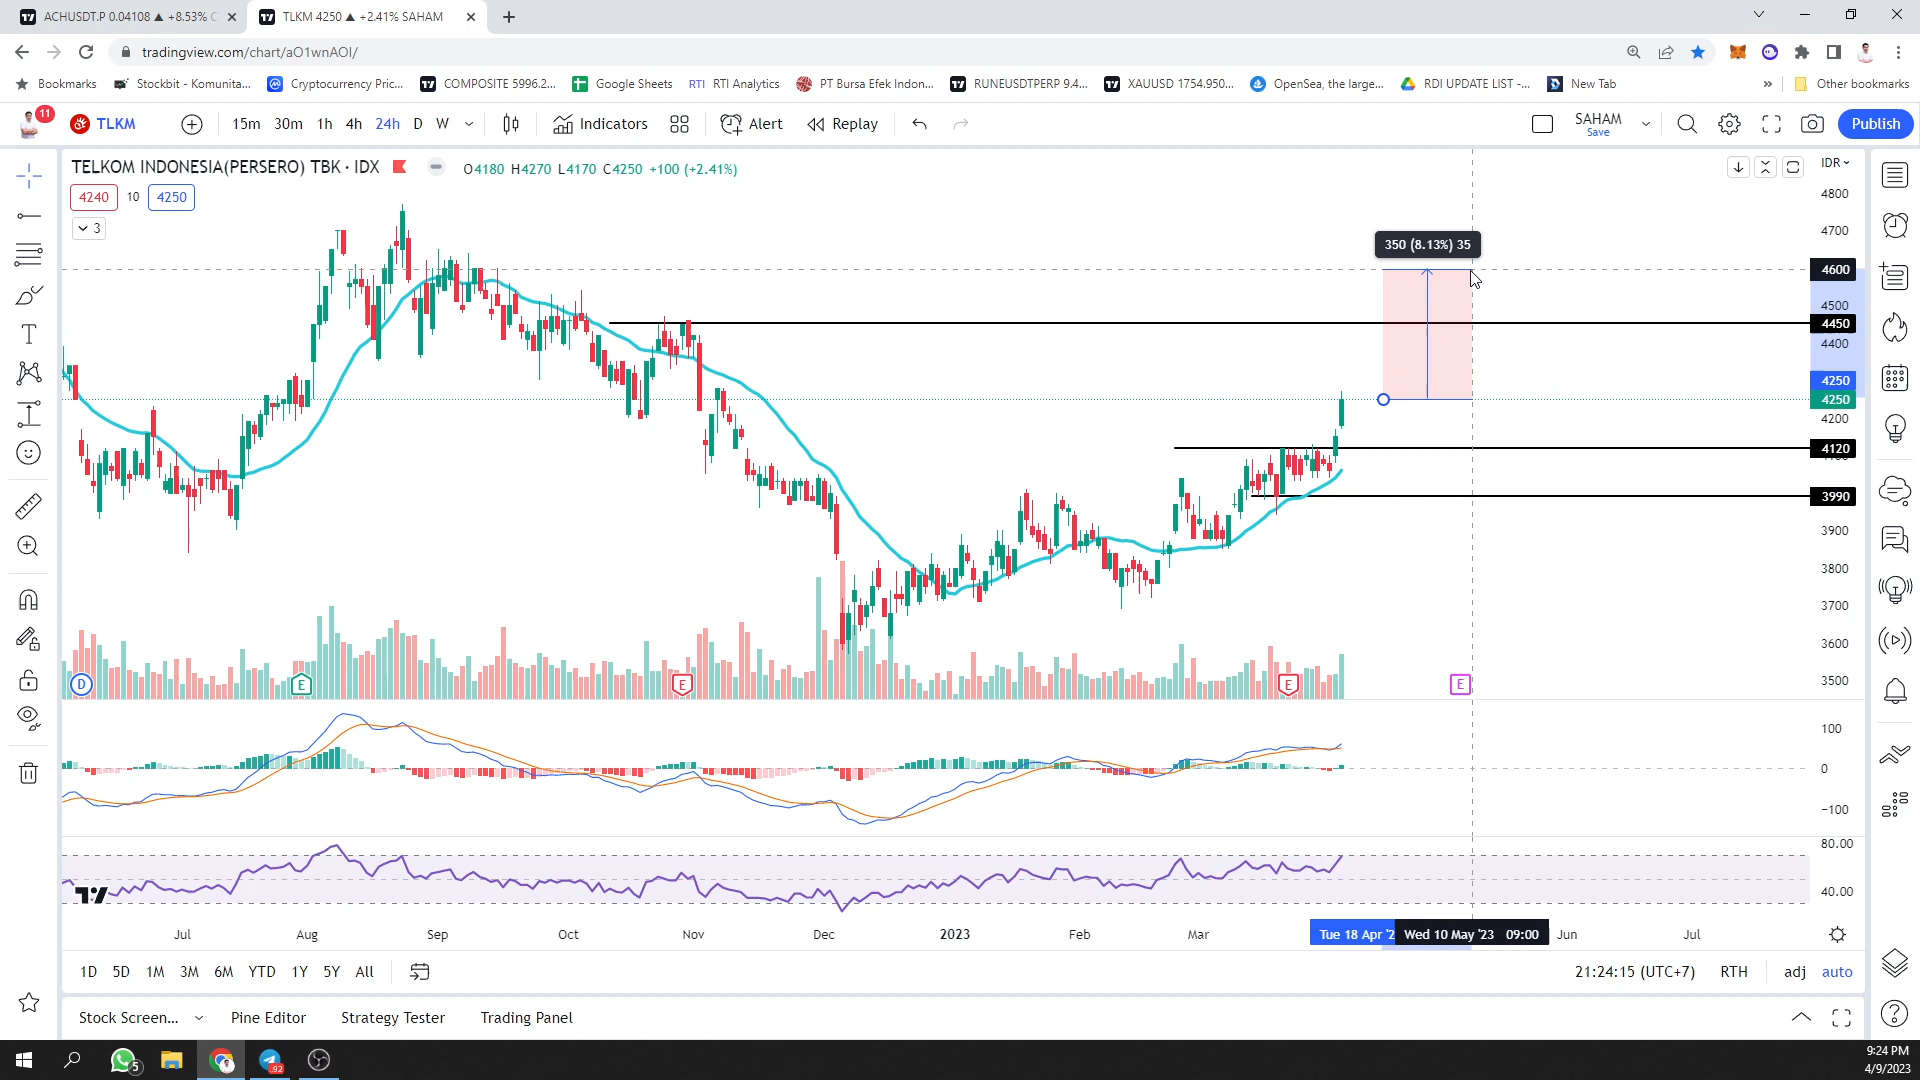 ACHUSDT.P 0.04108 ▲ +8.53% C
TLKM 4250 ▲ +2.41% SAHAM
tradingview.com/chart/aO1wnAOI/
Bookmarks
Stockbit - Komunita...
Cryptocurrency Pric...
COMPOSITE 5996.2...
Google Sheets
RTI RTI Analytics
PT Bursa Efek Indon...
RUNEUSDTPERP 9.4...
XAUUSD 1754.950...
OpenSea, the large...
RDI UPDATE LIST -...
New Tab
»
Other bookmarks
11
TLKM
15m 30m 1h 4h 24h D W
Indicators
Alert
Replay
SAHAM
Save
Publish
TELKOM INDONESIA(PERSERO) TBK · IDX
O4180 H4270 L4170 C4250 +100 (+2.41%)
IDR
4240 10 4250
3
350 (8.13%) 35
4800
4700
4600
4500
4450
4400
4250
4250
4200
4120
3990
3900
3800
3700
3600
3500
D
E
E
E
E
100
0
−100
80.00
40.00
Jul Aug Sep Oct Nov Dec 2023 Feb Mar
Tue 18 Apr '2
Wed 10 May '23 09:00
Jun Jul
1D 5D 1M 3M 6M YTD 1Y 5Y All
21:24:15 (UTC+7) RTH adj auto
Stock Screen...
Pine Editor
Strategy Tester
Trading Panel
5
92
9:24 PM
4/9/2023